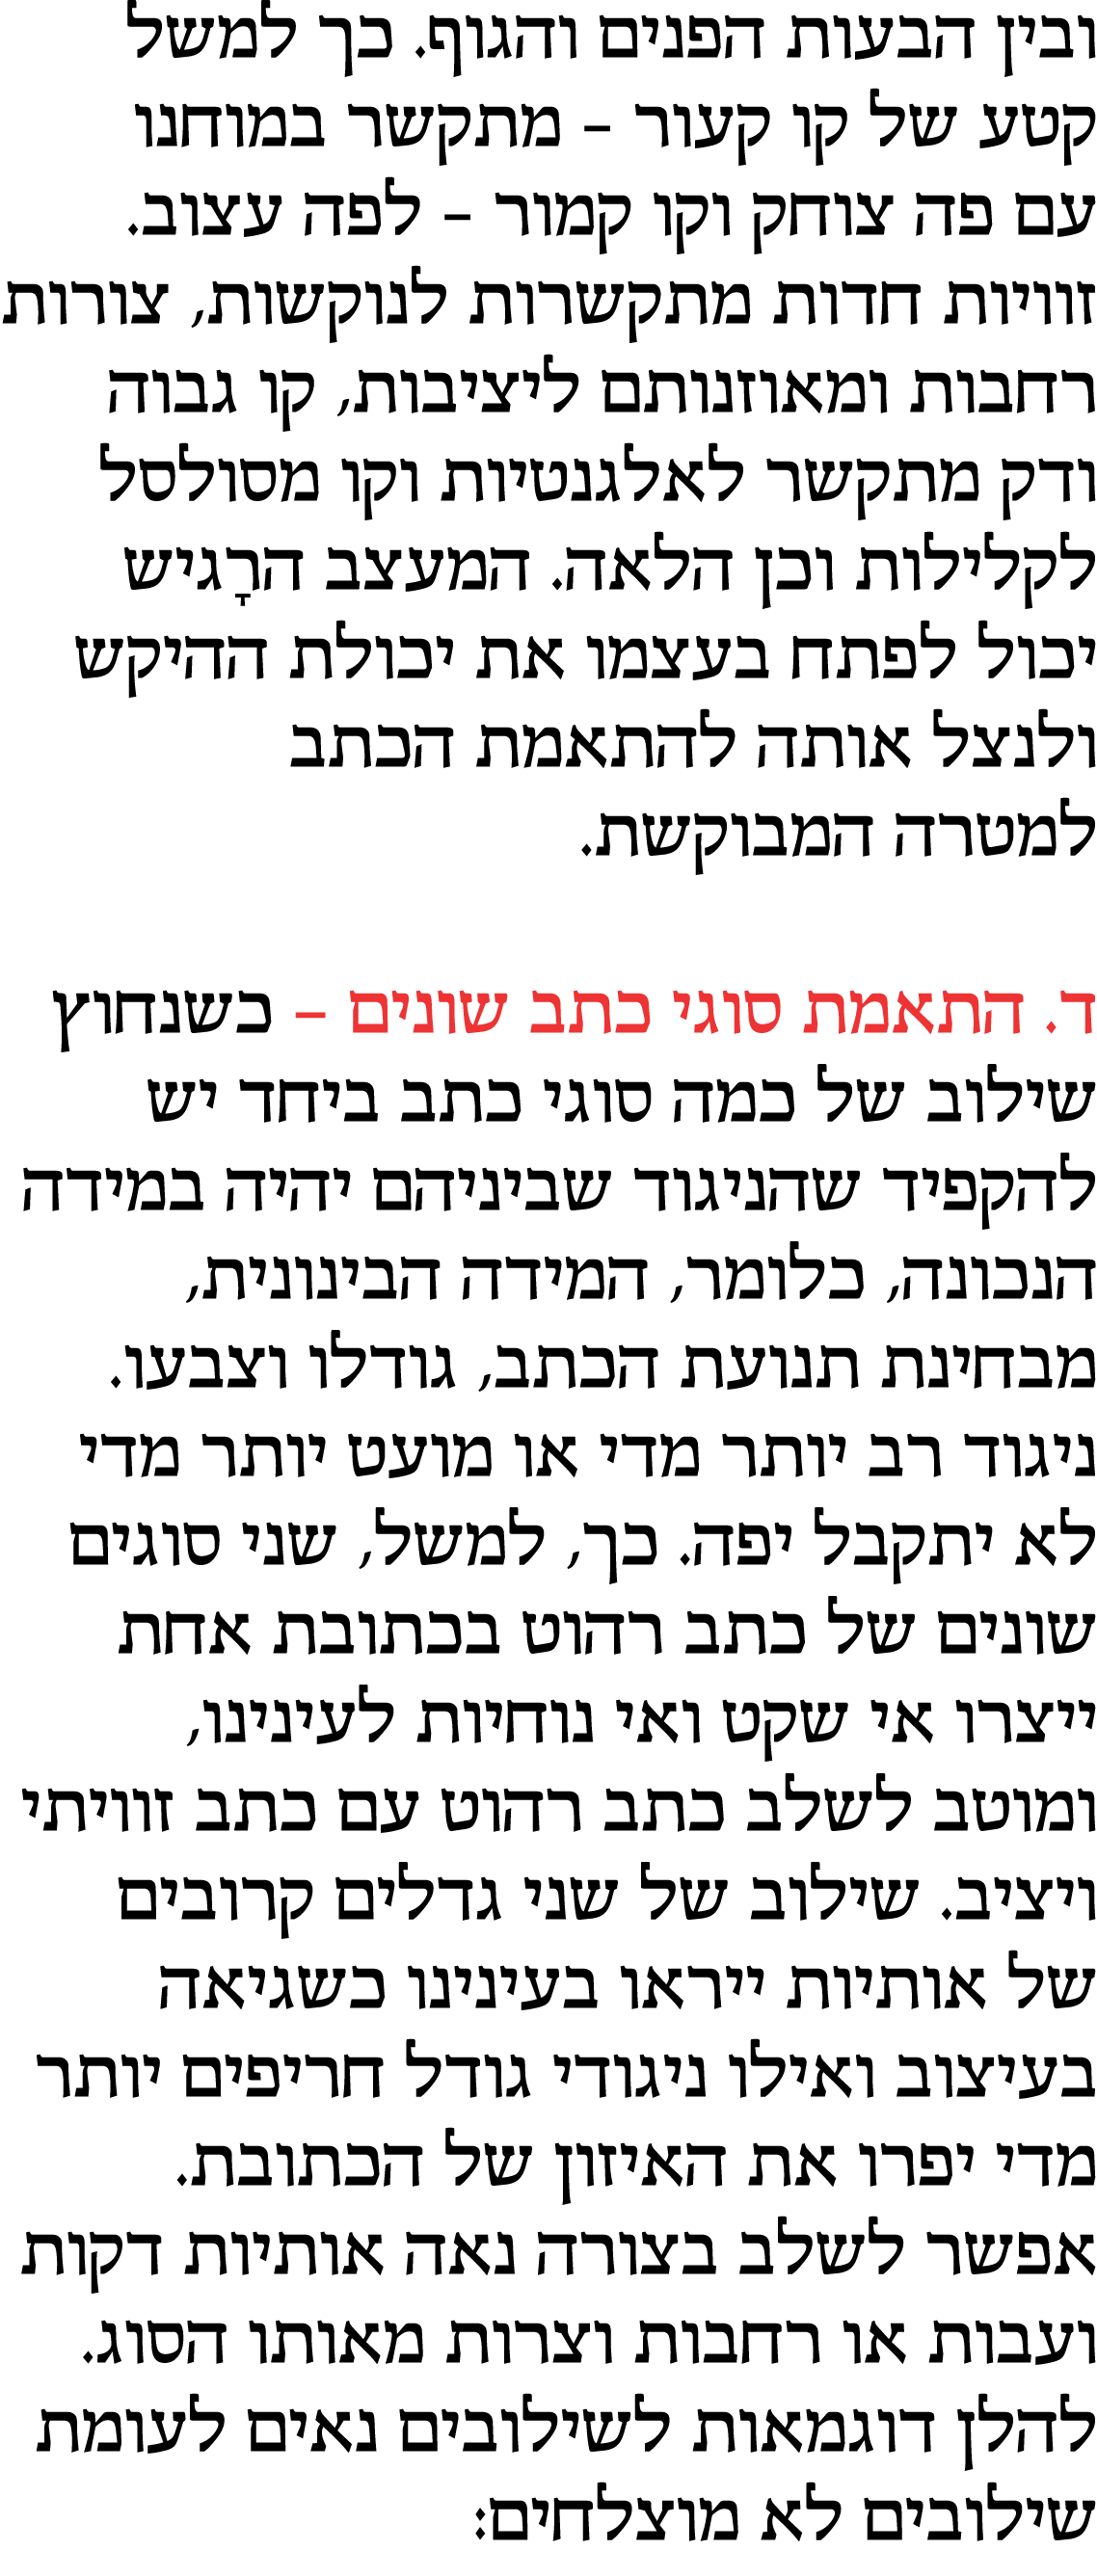 ובין הבעות הפנים והגוף. כך למשל
קטע של קו קעור – מתקשר במוחנו
עם פה צוחק וקו קמור – לפה עצוב.
זוויות חדות מתקשרות לנוקשות, צורות
רחבות ומאוזנותם ליציבות, קו גבוה
ודק מתקשר לאלגנטיות וקו מסולסל
לקלילות וכן הלאה. המעצב הרָגיש
יכול לפתח בעצמו את יכולת ההיקש
ולנצל אותה להתאמת הכתב
למטרה המבוקשת.
ד. התאמת סוגי כתב שונים – כשנחוץ
שילוב של כמה סוגי כתב ביחד יש
להקפיד שהניגוד שביניהם יהיה במידה
הנכונה, כלומר, המידה הבינונית,
מבחינת תנועת הכתב, גודלו וצבעו.
ניגוד רב יותר מדי או מועט יותר מדי
לא יתקבל יפה. כך, למשל, שני סוגים
שונים של כתב רהוט בכתובת אחת
ייצרו אי שקט ואי נוחיות לעינינו,
ומוטב לשלב כתב רהוט עם כתב זוויתי
ויציב. שילוב של שני גדלים קרובים
של אותיות ייראו בעינינו כשגיאה
בעיצוב ואילו ניגודי גודל חריפים יותר
מדי יפרו את האיזון של הכתובת.
אפשר לשלב בצורה נאה אותיות דקות
ועבות או רחבות וצרות מאותו הסוג.
להלן דוגמאות לשילובים נאים לעומת
שילובים לא מוצלחים: